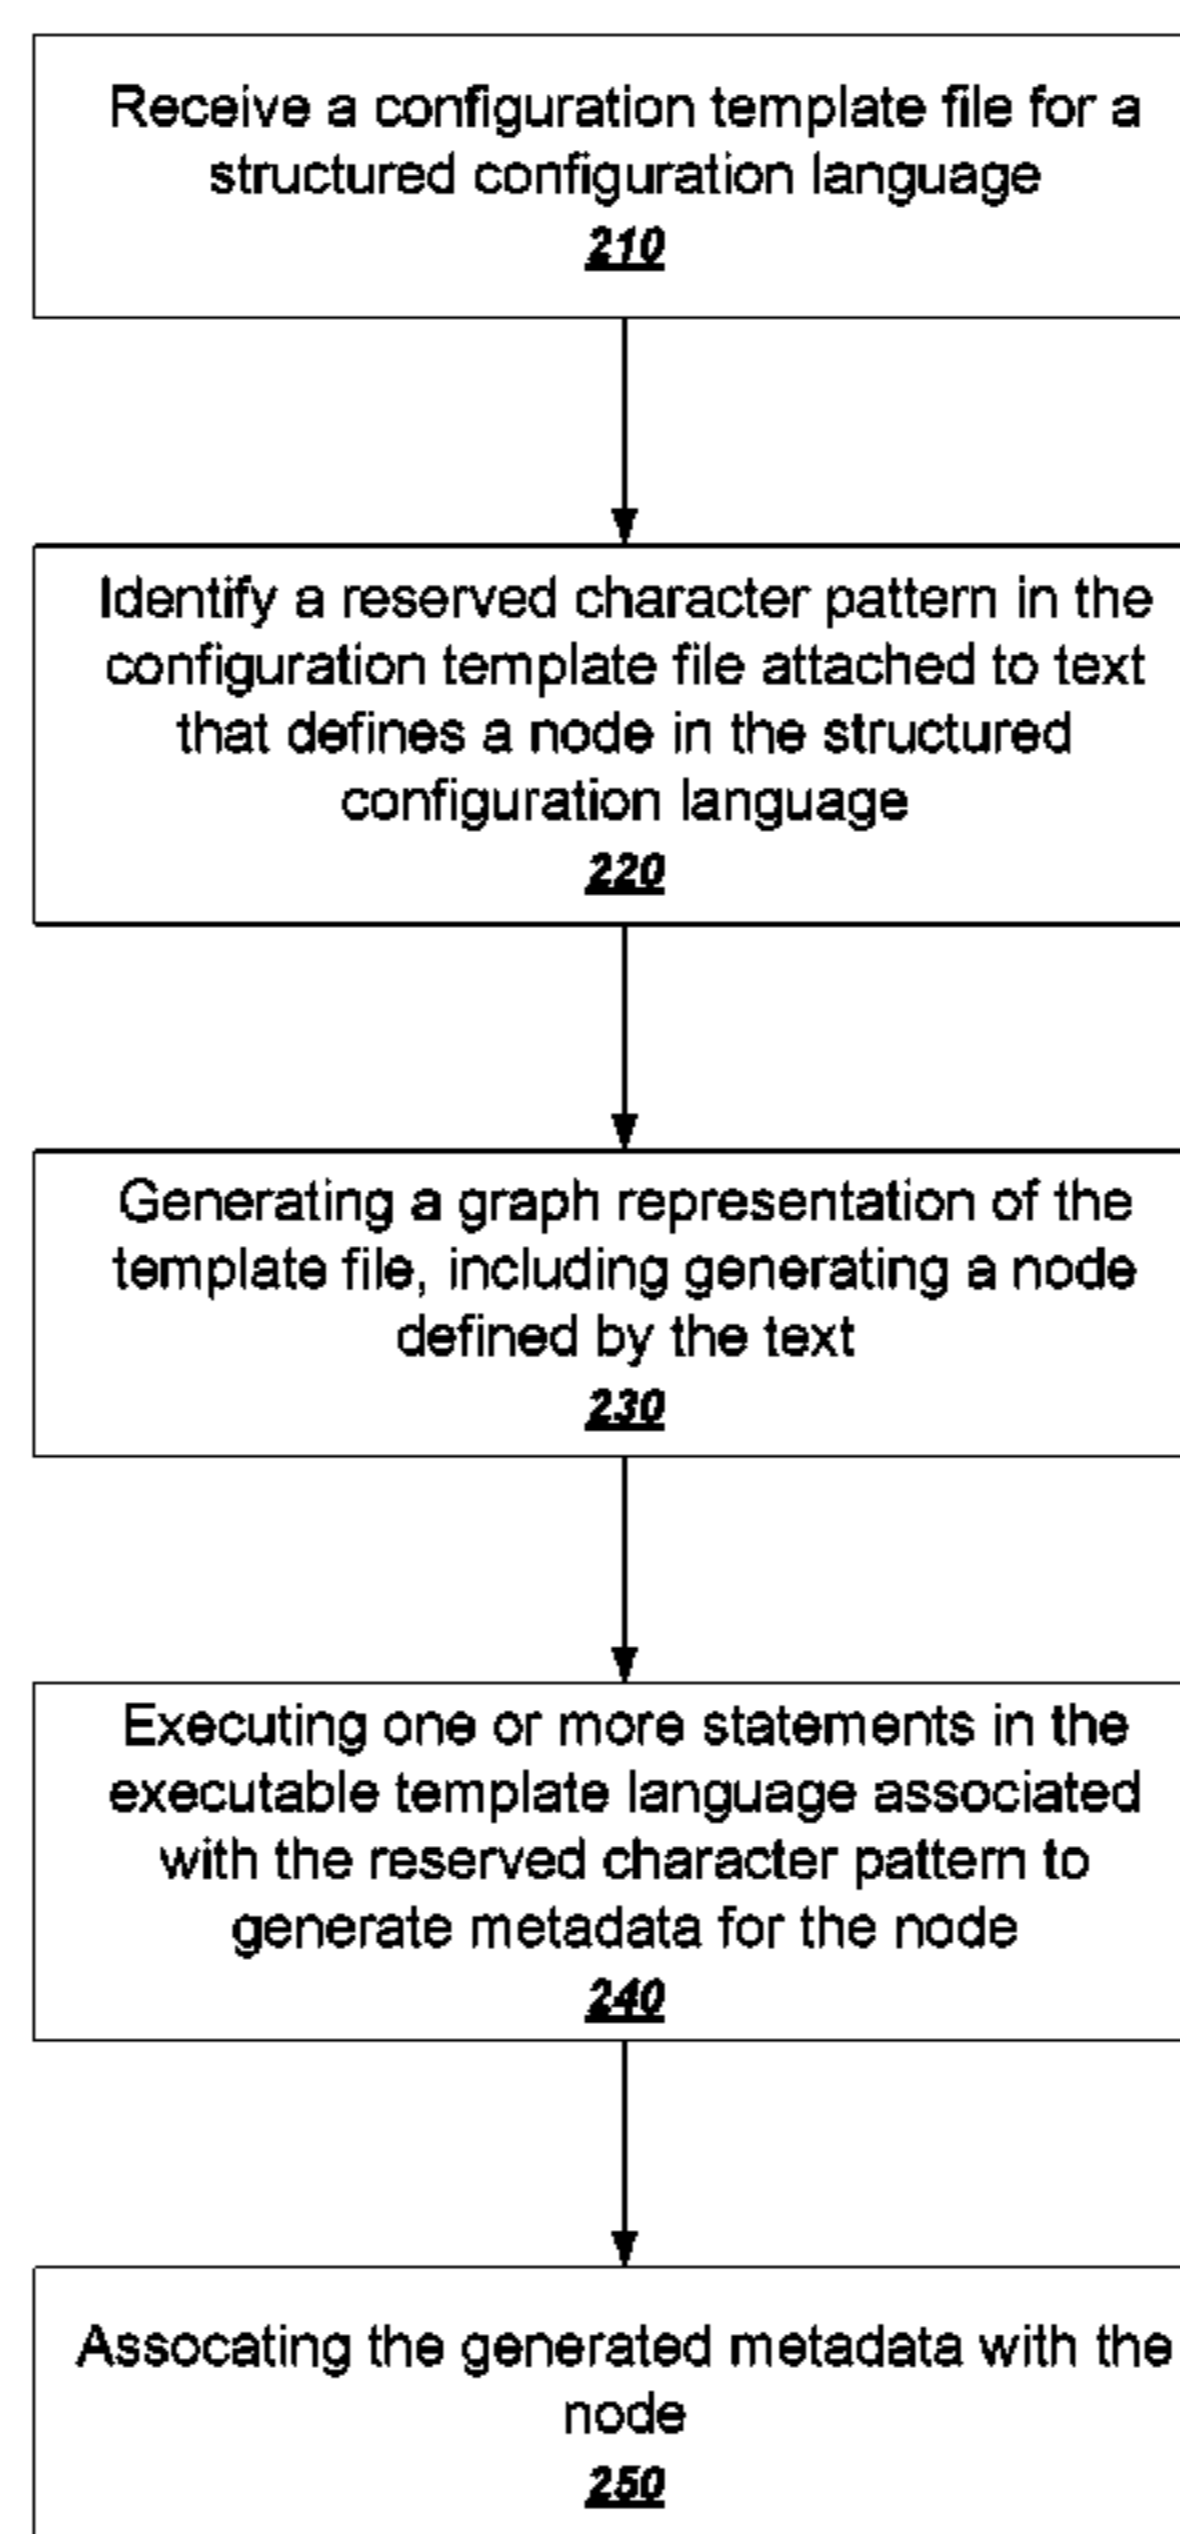 Receive a configuration template file for a
structured configuration language
210
Identify a reserved character pattern in the
configuration template file attached to text
that defines a node in the structured
configuration language
220
Generating a graph representation of the
template file, including generating a node
defined by the text
230
Executing one or more statements in the
executable template language associated
with the reserved character pattern to
generate metadata for the node
240
Assocating the generated metadata with the
node
250